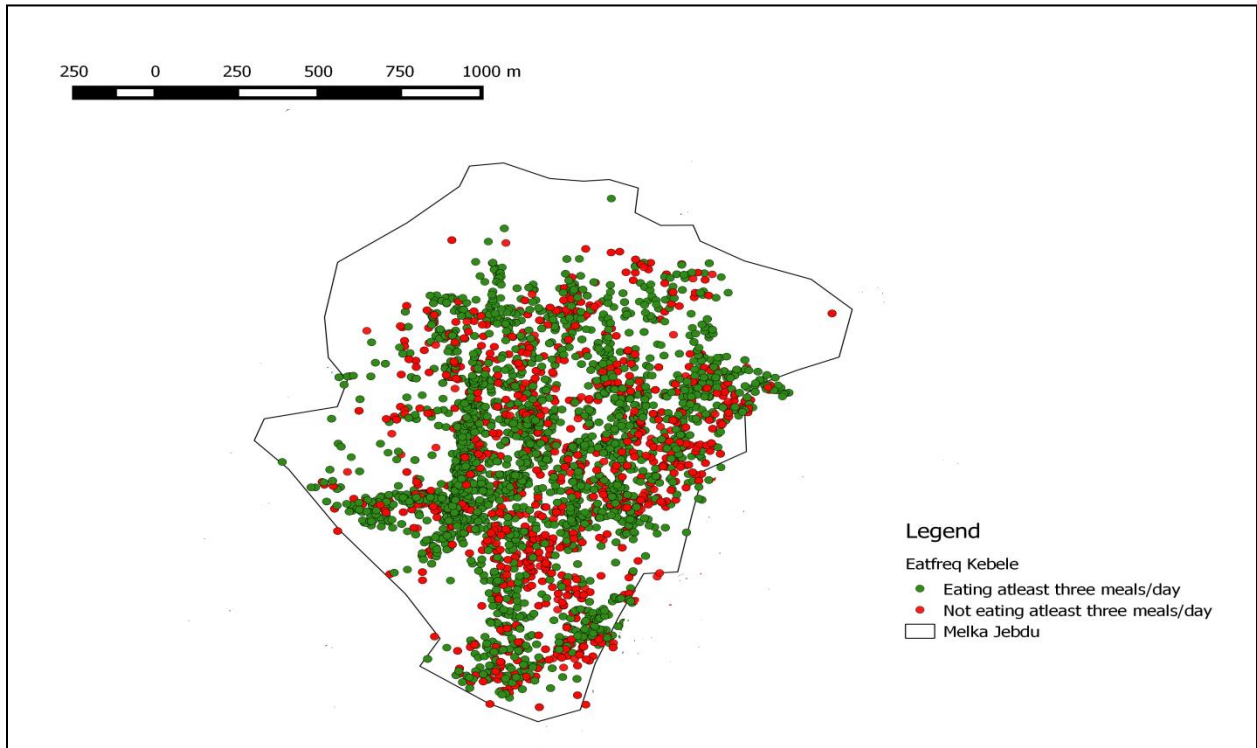 250 0 250 500 750 1000 m
Legend
Eatfreq Kebele
Eating atleast three meals/day
Not eating atleast three meals/day
Melka Jebdu